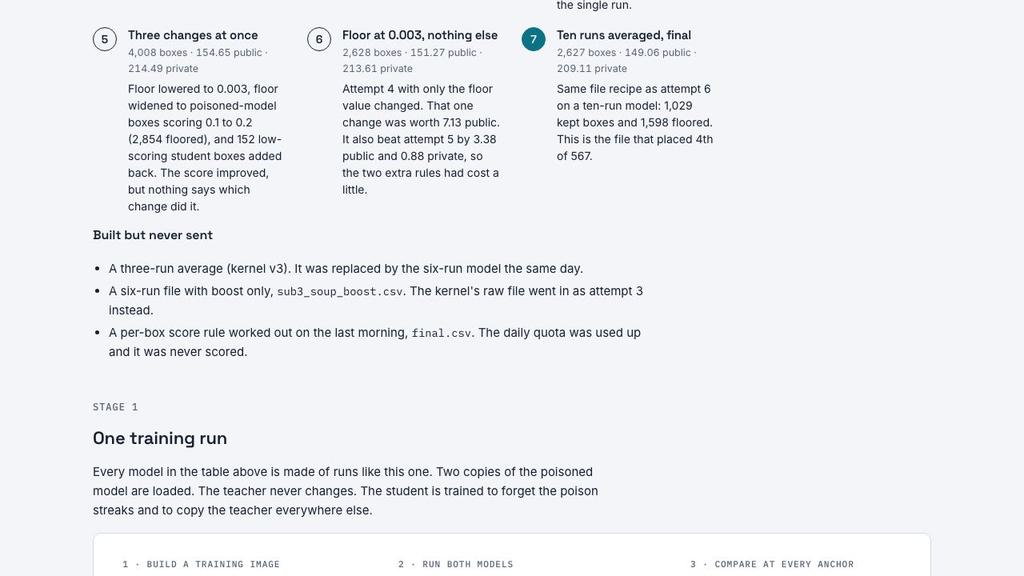 the single run.
5
Three changes at once
4,008 boxes · 154.65 public ·
214.49 private
Floor lowered to 0.003, floor
widened to poisoned-model
boxes scoring 0.1 to 0.2
(2,854 floored), and 152 low-
scoring student boxes added
back. The score improved,
but nothing says which
change did it.
6
Floor at 0.003, nothing else
2,628 boxes · 151.27 public ·
213.61 private
Attempt 4 with only the floor
value changed. That one
change was worth 7.13 public.
It also beat attempt 5 by 3.38
public and 0.88 private, so
the two extra rules had cost a
little.
7
Ten runs averaged, final
2,627 boxes · 149.06 public ·
209.11 private
Same file recipe as attempt 6
on a ten-run model: 1,029
kept boxes and 1,598 floored.
This is the file that placed 4th
of 567.
Built but never sent
• A three-run average (kernel v3). It was replaced by the six-run model the same day.
• A six-run file with boost only, sub3_soup_boost.csv. The kernel's raw file went in as attempt 3
instead.
• A per-box score rule worked out on the last morning, final.csv. The daily quota was used up
and it was never scored.
STAGE 1
One training run
Every model in the table above is made of runs like this one. Two copies of the poisoned
model are loaded. The teacher never changes. The student is trained to forget the poison
streaks and to copy the teacher everywhere else.
1 · BUILD A TRAINING IMAGE
2 · RUN BOTH MODELS
3 · COMPARE AT EVERY ANCHOR